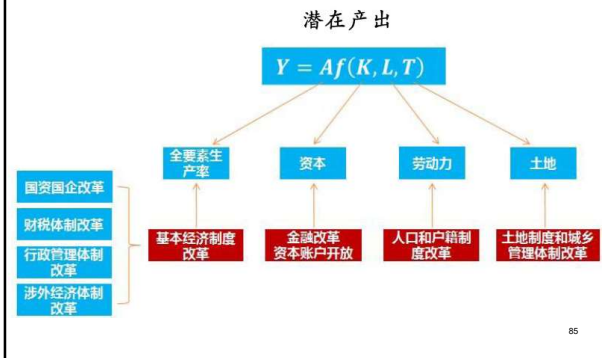 潜在产出
Y = Af(K, L, T)
全要素生
产率
资本
劳动力
土地
国资国企改革
财税体制改革
行政管理体制
改革
涉外经济体制
改革
基本经济制度
改革
金融改革
资本账户开放
人口和户籍制
度改革
土地制度和城乡
管理体制改革
85